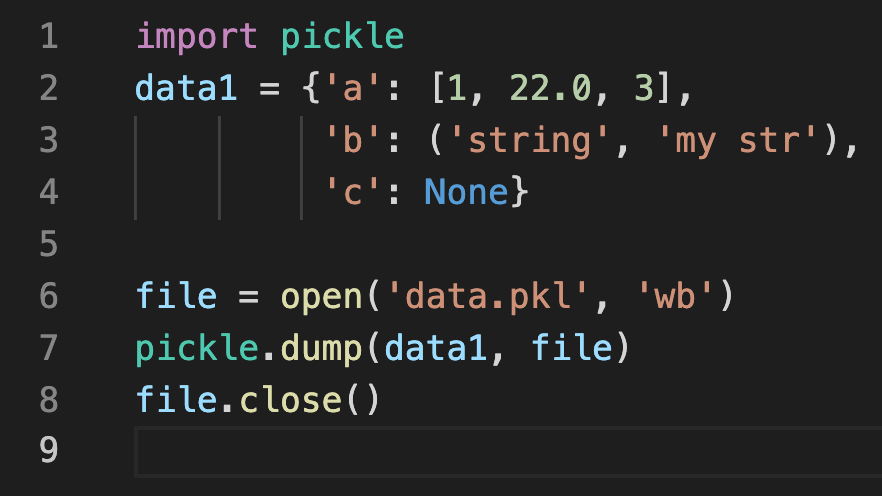 1 import pickle
2 data1 = {'a': [1, 22.0, 3],
3 'b': ('string', 'my str'),
4 'c': None}
5
6 file = open('data.pkl', 'wb')
7 pickle.dump(data1, file)
8 file.close()
9